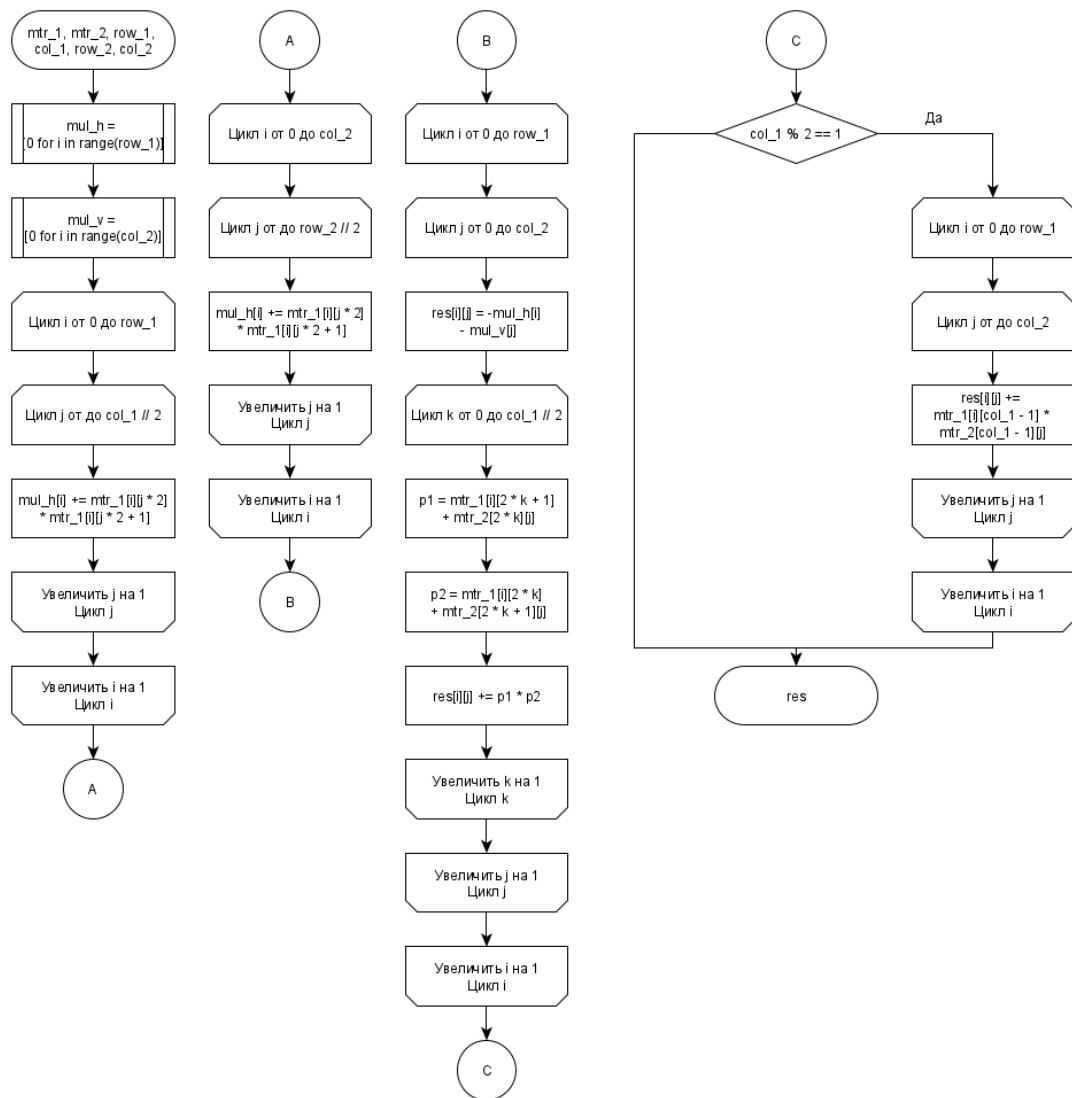 mtr_1, mtr_2, row_1,
col_1, row_2, col_2
mul_h =
[0 for i in range(row_1)]
mul_v =
[0 for i in range(col_2)]
Цикл i от 0 до row_1
Цикл j от до col_1 // 2
mul_h[i] += mtr_1[i][j * 2]
* mtr_1[i][j * 2 + 1]
Увеличить j на 1
Цикл j
Увеличить i на 1
Цикл i
A
A
Цикл i от 0 до col_2
Цикл j от до row_2 // 2
mul_h[i] += mtr_1[i][j * 2]
* mtr_1[i][j * 2 + 1]
Увеличить j на 1
Цикл j
Увеличить i на 1
Цикл i
B
B
Цикл i от 0 до row_1
Цикл j от 0 до col_2
res[i][j] = -mul_h[i]
- mul_v[j]
Цикл k от 0 до col_1 // 2
p1 = mtr_1[i][2 * k + 1]
+ mtr_2[2 * k][j]
p2 = mtr_1[i][2 * k]
+ mtr_2[2 * k + 1][j]
res[i][j] += p1 * p2
Увеличить k на 1
Цикл k
Увеличить j на 1
Цикл j
Увеличить i на 1
Цикл i
C
C
col_1 % 2 == 1
Да
Цикл i от 0 до row_1
Цикл j от до col_2
res[i][j] +=
mtr_1[i][col_1 - 1] *
mtr_2[col_1 - 1][j]
Увеличить j на 1
Цикл j
Увеличить i на 1
Цикл i
res